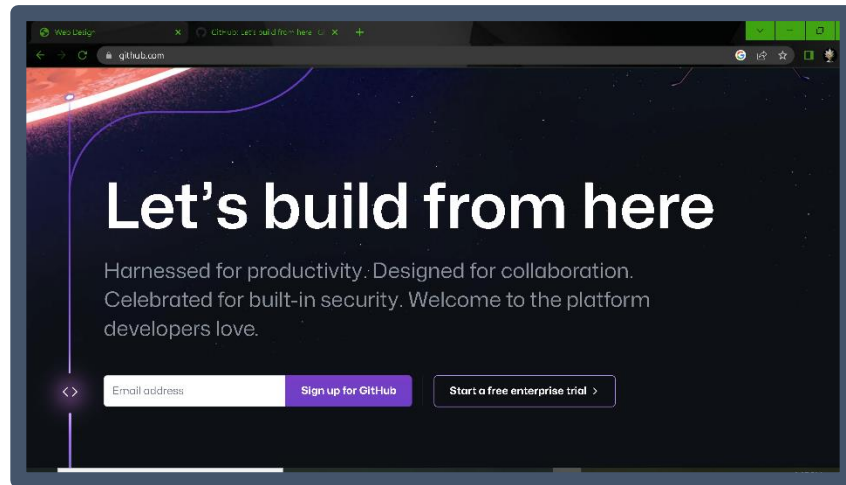 Web Design
GitHub: Let's build from here
github.com
Let's build from here
Harnessed for productivity. Designed for collaboration.
Celebrated for built-in security. Welcome to the platform
developers love.
Email address
Sign up for GitHub
Start a free enterprise trial >